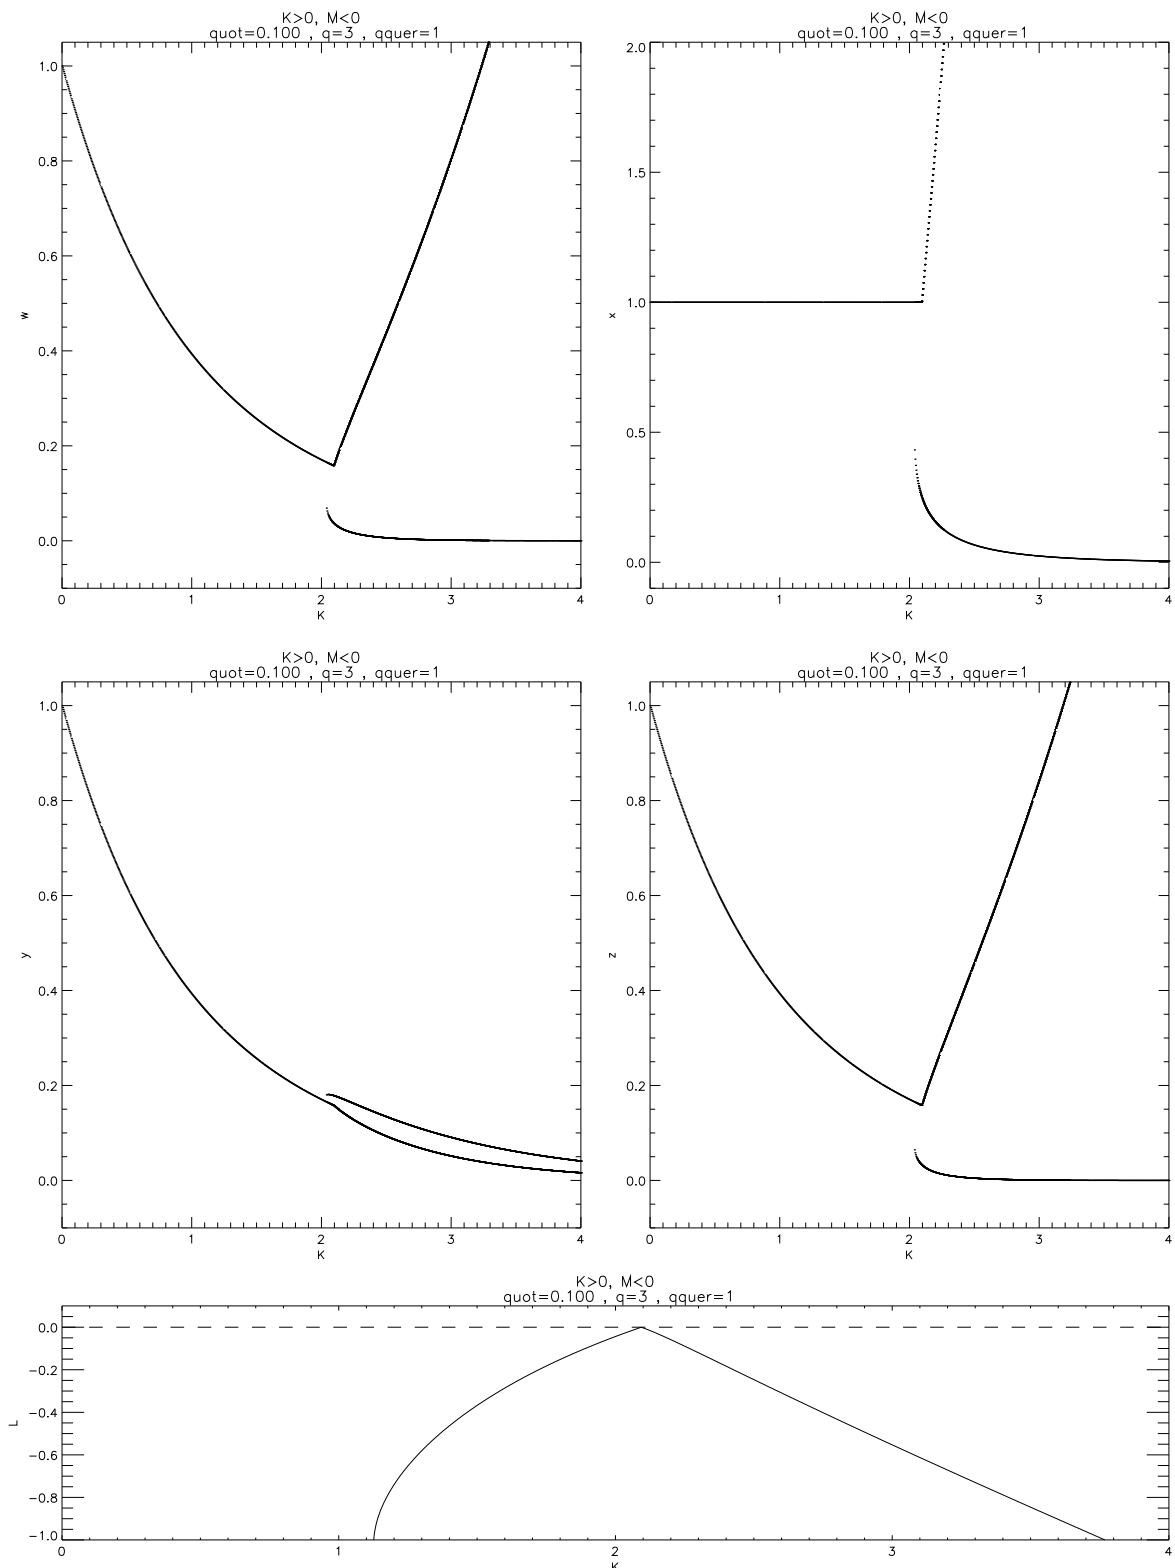 K>0, M<0
quot=0.100 , q=3 , qquer=1
1.0
0.8
0.6
0.4
0.2
0.0
w
0 1 2 3 4
K
K>0, M<0
quot=0.100 , q=3 , qquer=1
2.0
1.5
1.0
0.5
0.0
x
0 1 2 3 4
K
K>0, M<0
quot=0.100 , q=3 , qquer=1
1.0
0.8
0.6
0.4
0.2
0.0
y
0 1 2 3 4
K
K>0, M<0
quot=0.100 , q=3 , qquer=1
1.0
0.8
0.6
0.4
0.2
0.0
z
0 1 2 3 4
K
K>0, M<0
quot=0.100 , q=3 , qquer=1
0.0
−0.2
−0.4
−0.6
−0.8
−1.0
L
0 1 2 3 4
K